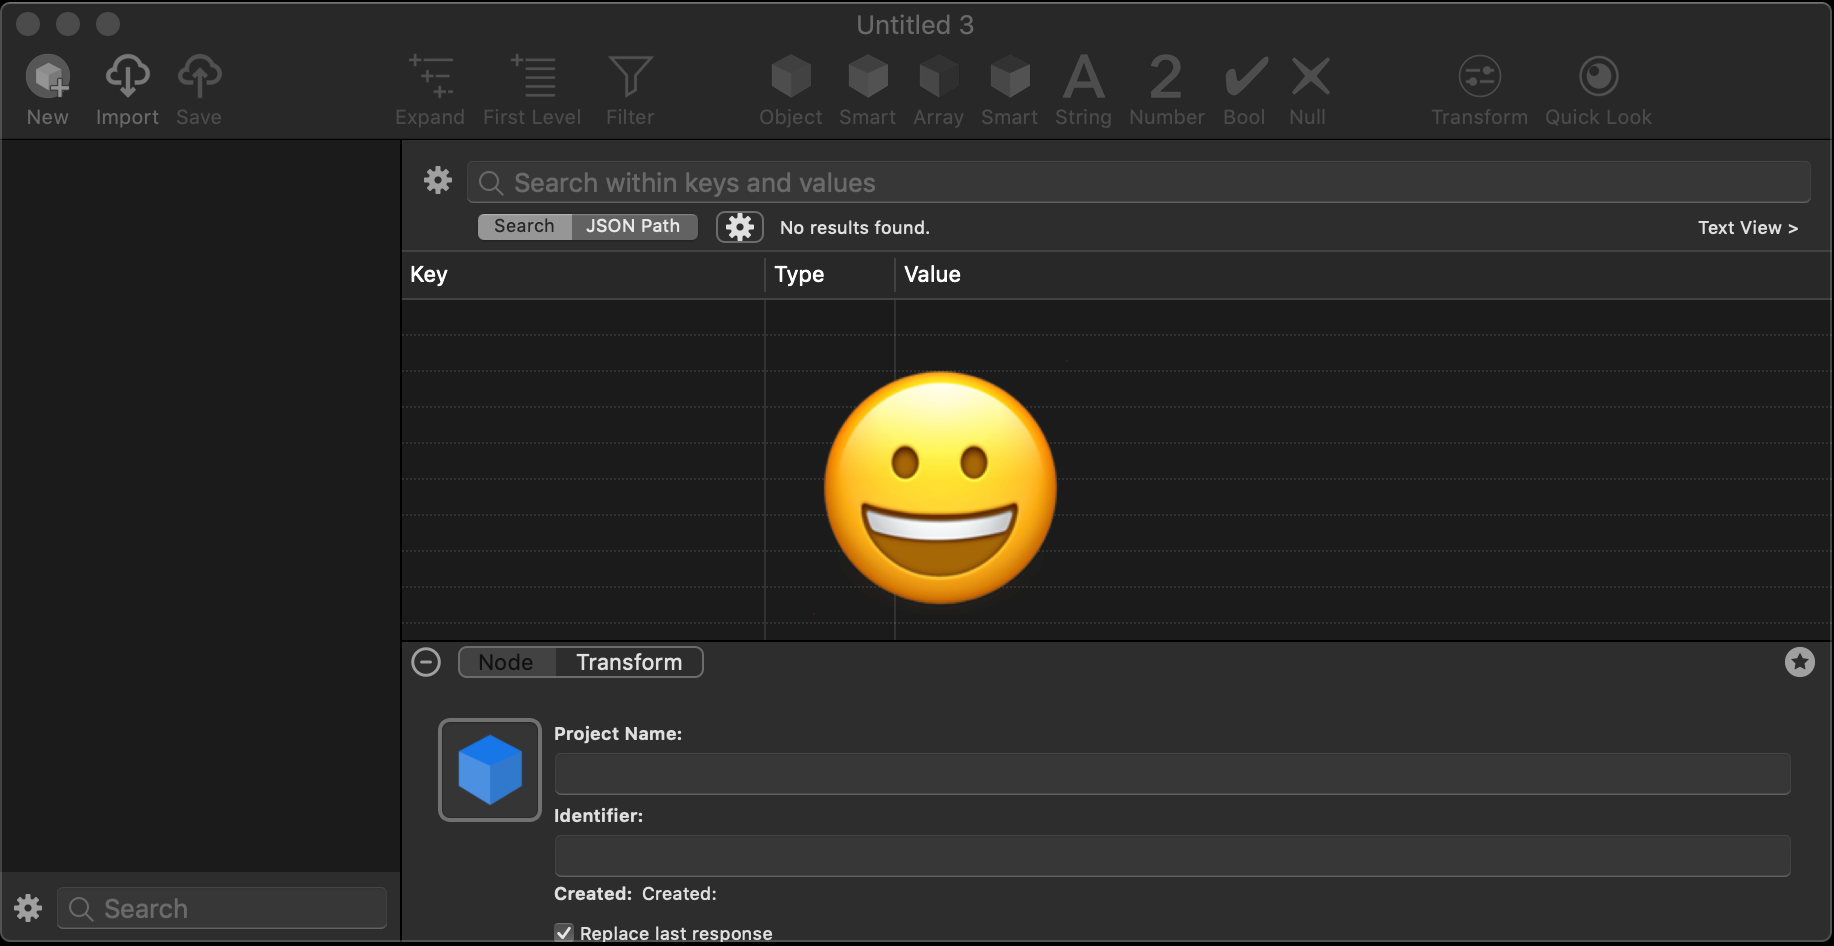 Untitled 3
New Import Save Expand First Level Filter Object Smart Array Smart String Number Bool Null Transform Quick Look
Search within keys and values
Search JSON Path No results found. Text View >
Key Type Value
Node Transform
Project Name:
Identifier:
Created: Created:
Search
Replace last response